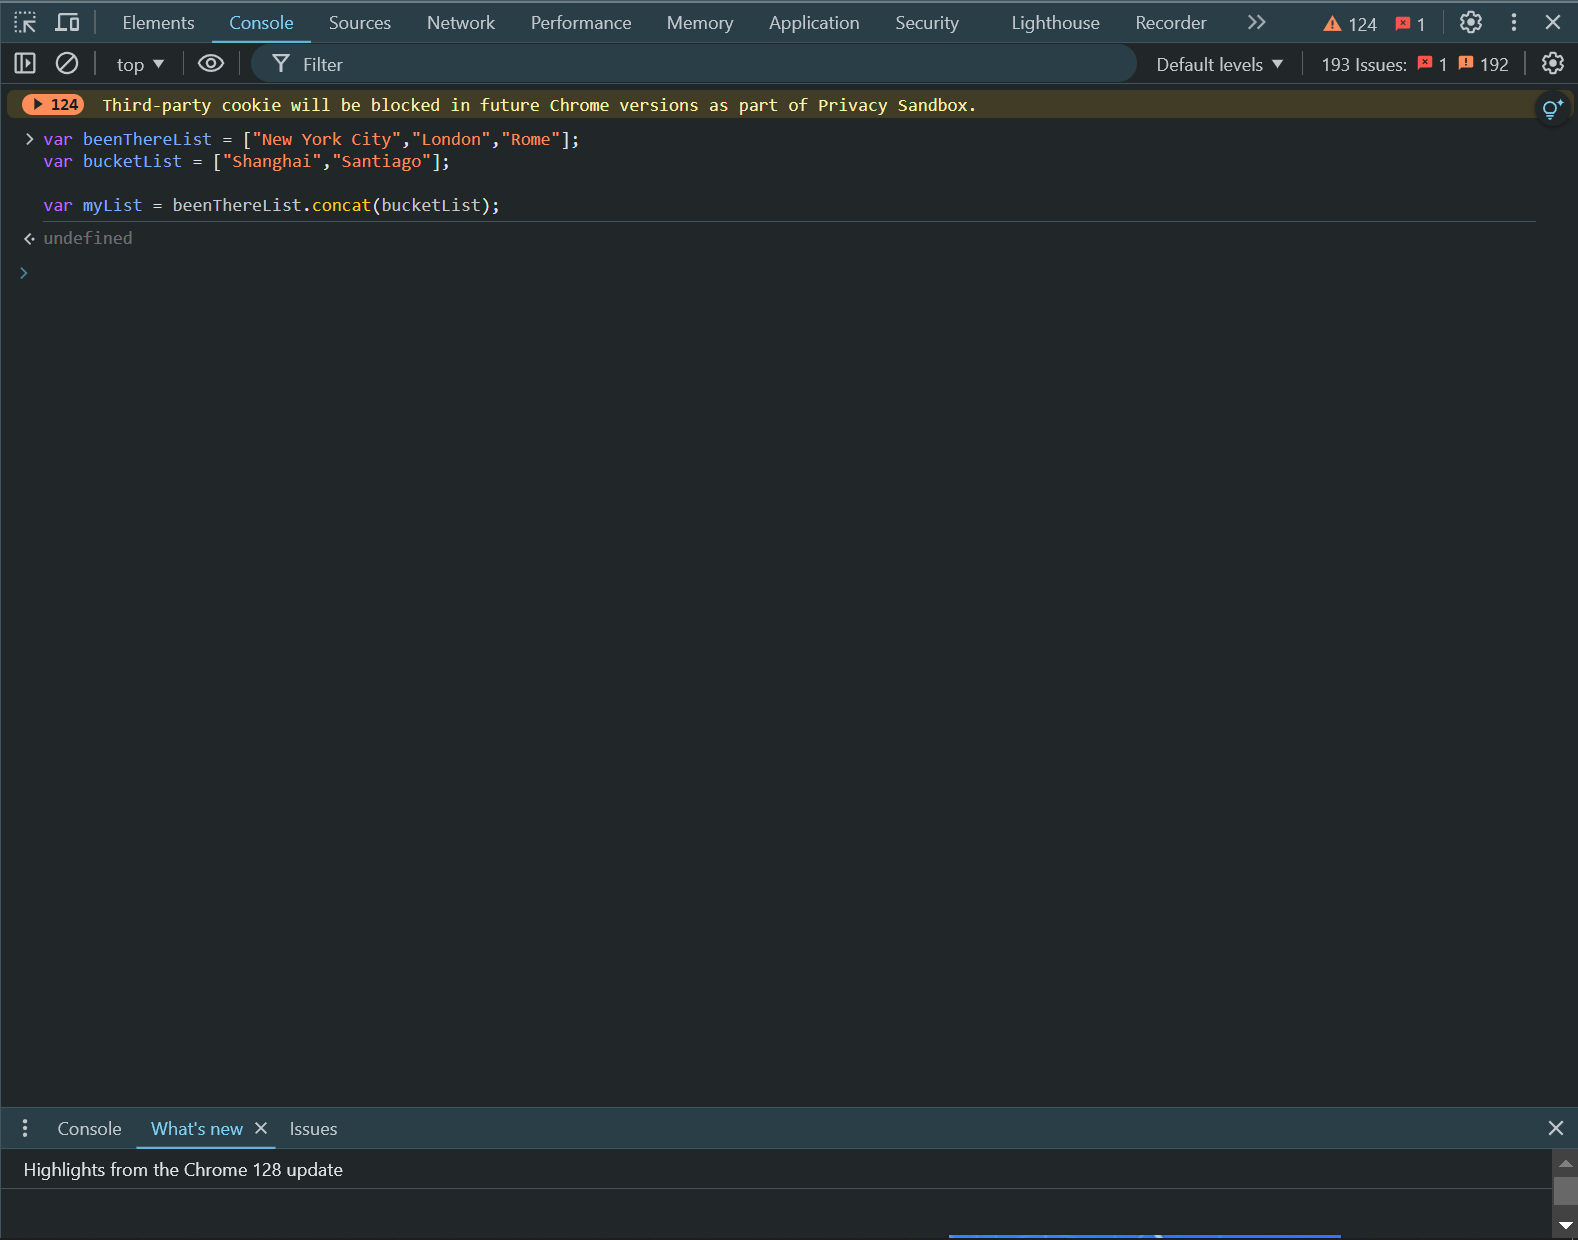 Elements Console Sources Network Performance Memory Application Security Lighthouse Recorder 124 1
top Filter Default levels 193 Issues: 1 192
124 Third-party cookie will be blocked in future Chrome versions as part of Privacy Sandbox.
var beenThereList = ["New York City","London","Rome"];
var bucketList = ["Shanghai","Santiago"];
var myList = beenThereList.concat(bucketList);
undefined
Console What's new Issues
Highlights from the Chrome 128 update